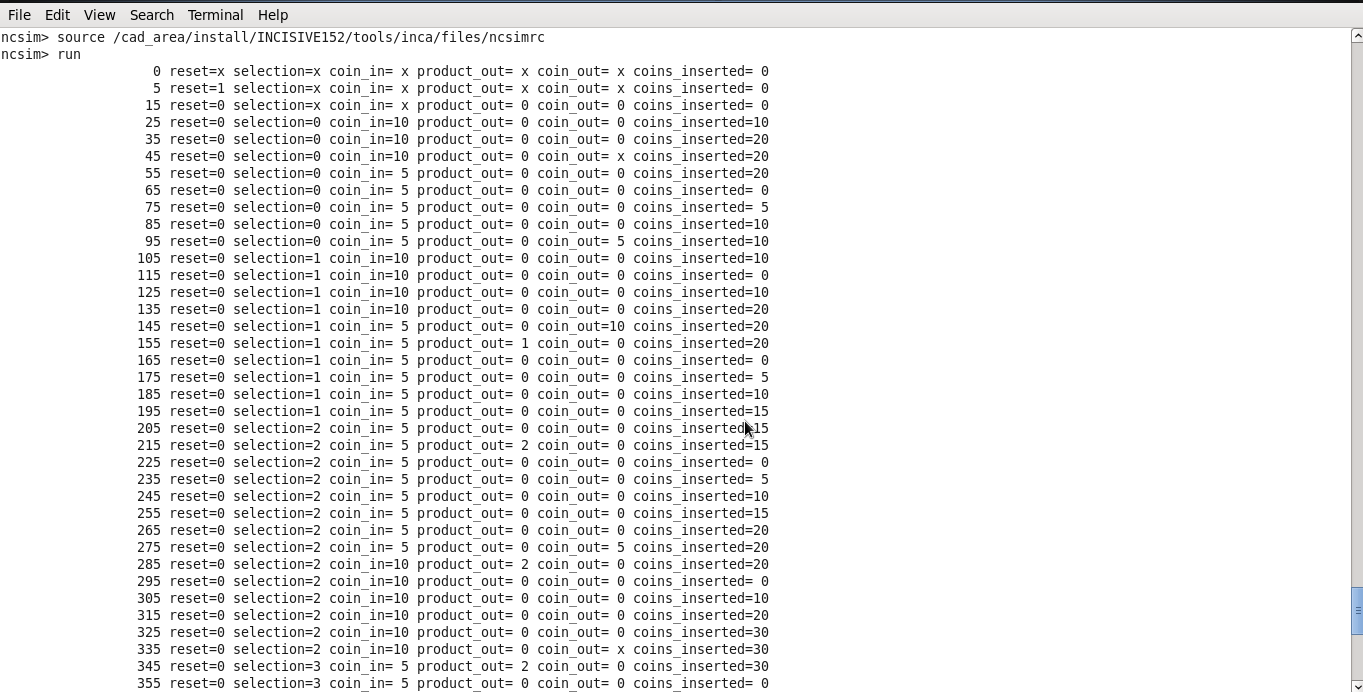 File Edit View Search Terminal Help
ncsim> source /cad_area/install/INCISIVE152/tools/inca/files/ncsimrc
ncsim> run
0 reset=x selection=x coin_in= x product_out= x coin_out= x coins_inserted= 0
5 reset=1 selection=x coin_in= x product_out= x coin_out= x coins_inserted= 0
15 reset=0 selection=x coin_in= x product_out= 0 coin_out= 0 coins_inserted= 0
25 reset=0 selection=0 coin_in=10 product_out= 0 coin_out= 0 coins_inserted=10
35 reset=0 selection=0 coin_in=10 product_out= 0 coin_out= 0 coins_inserted=20
45 reset=0 selection=0 coin_in=10 product_out= 0 coin_out= x coins_inserted=20
55 reset=0 selection=0 coin_in= 5 product_out= 0 coin_out= 0 coins_inserted=20
65 reset=0 selection=0 coin_in= 5 product_out= 0 coin_out= 0 coins_inserted= 0
75 reset=0 selection=0 coin_in= 5 product_out= 0 coin_out= 0 coins_inserted= 5
85 reset=0 selection=0 coin_in= 5 product_out= 0 coin_out= 0 coins_inserted=10
95 reset=0 selection=0 coin_in= 5 product_out= 0 coin_out= 5 coins_inserted=10
105 reset=0 selection=1 coin_in=10 product_out= 0 coin_out= 0 coins_inserted=10
115 reset=0 selection=1 coin_in=10 product_out= 0 coin_out= 0 coins_inserted= 0
125 reset=0 selection=1 coin_in=10 product_out= 0 coin_out= 0 coins_inserted=10
135 reset=0 selection=1 coin_in=10 product_out= 0 coin_out= 0 coins_inserted=20
145 reset=0 selection=1 coin_in= 5 product_out= 0 coin_out=10 coins_inserted=20
155 reset=0 selection=1 coin_in= 5 product_out= 1 coin_out= 0 coins_inserted=20
165 reset=0 selection=1 coin_in= 5 product_out= 0 coin_out= 0 coins_inserted= 0
175 reset=0 selection=1 coin_in= 5 product_out= 0 coin_out= 0 coins_inserted= 5
185 reset=0 selection=1 coin_in= 5 product_out= 0 coin_out= 0 coins_inserted=10
195 reset=0 selection=1 coin_in= 5 product_out= 0 coin_out= 0 coins_inserted=15
205 reset=0 selection=2 coin_in= 5 product_out= 0 coin_out= 0 coins_inserted=15
215 reset=0 selection=2 coin_in= 5 product_out= 2 coin_out= 0 coins_inserted=15
225 reset=0 selection=2 coin_in= 5 product_out= 0 coin_out= 0 coins_inserted= 0
235 reset=0 selection=2 coin_in= 5 product_out= 0 coin_out= 0 coins_inserted= 5
245 reset=0 selection=2 coin_in= 5 product_out= 0 coin_out= 0 coins_inserted=10
255 reset=0 selection=2 coin_in= 5 product_out= 0 coin_out= 0 coins_inserted=15
265 reset=0 selection=2 coin_in= 5 product_out= 0 coin_out= 0 coins_inserted=20
275 reset=0 selection=2 coin_in= 5 product_out= 0 coin_out= 5 coins_inserted=20
285 reset=0 selection=2 coin_in=10 product_out= 2 coin_out= 0 coins_inserted=20
295 reset=0 selection=2 coin_in=10 product_out= 0 coin_out= 0 coins_inserted= 0
305 reset=0 selection=2 coin_in=10 product_out= 0 coin_out= 0 coins_inserted=10
315 reset=0 selection=2 coin_in=10 product_out= 0 coin_out= 0 coins_inserted=20
325 reset=0 selection=2 coin_in=10 product_out= 0 coin_out= 0 coins_inserted=30
335 reset=0 selection=2 coin_in=10 product_out= 0 coin_out= x coins_inserted=30
345 reset=0 selection=3 coin_in= 5 product_out= 2 coin_out= 0 coins_inserted=30
355 reset=0 selection=3 coin_in= 5 product_out= 0 coin_out= 0 coins_inserted= 0